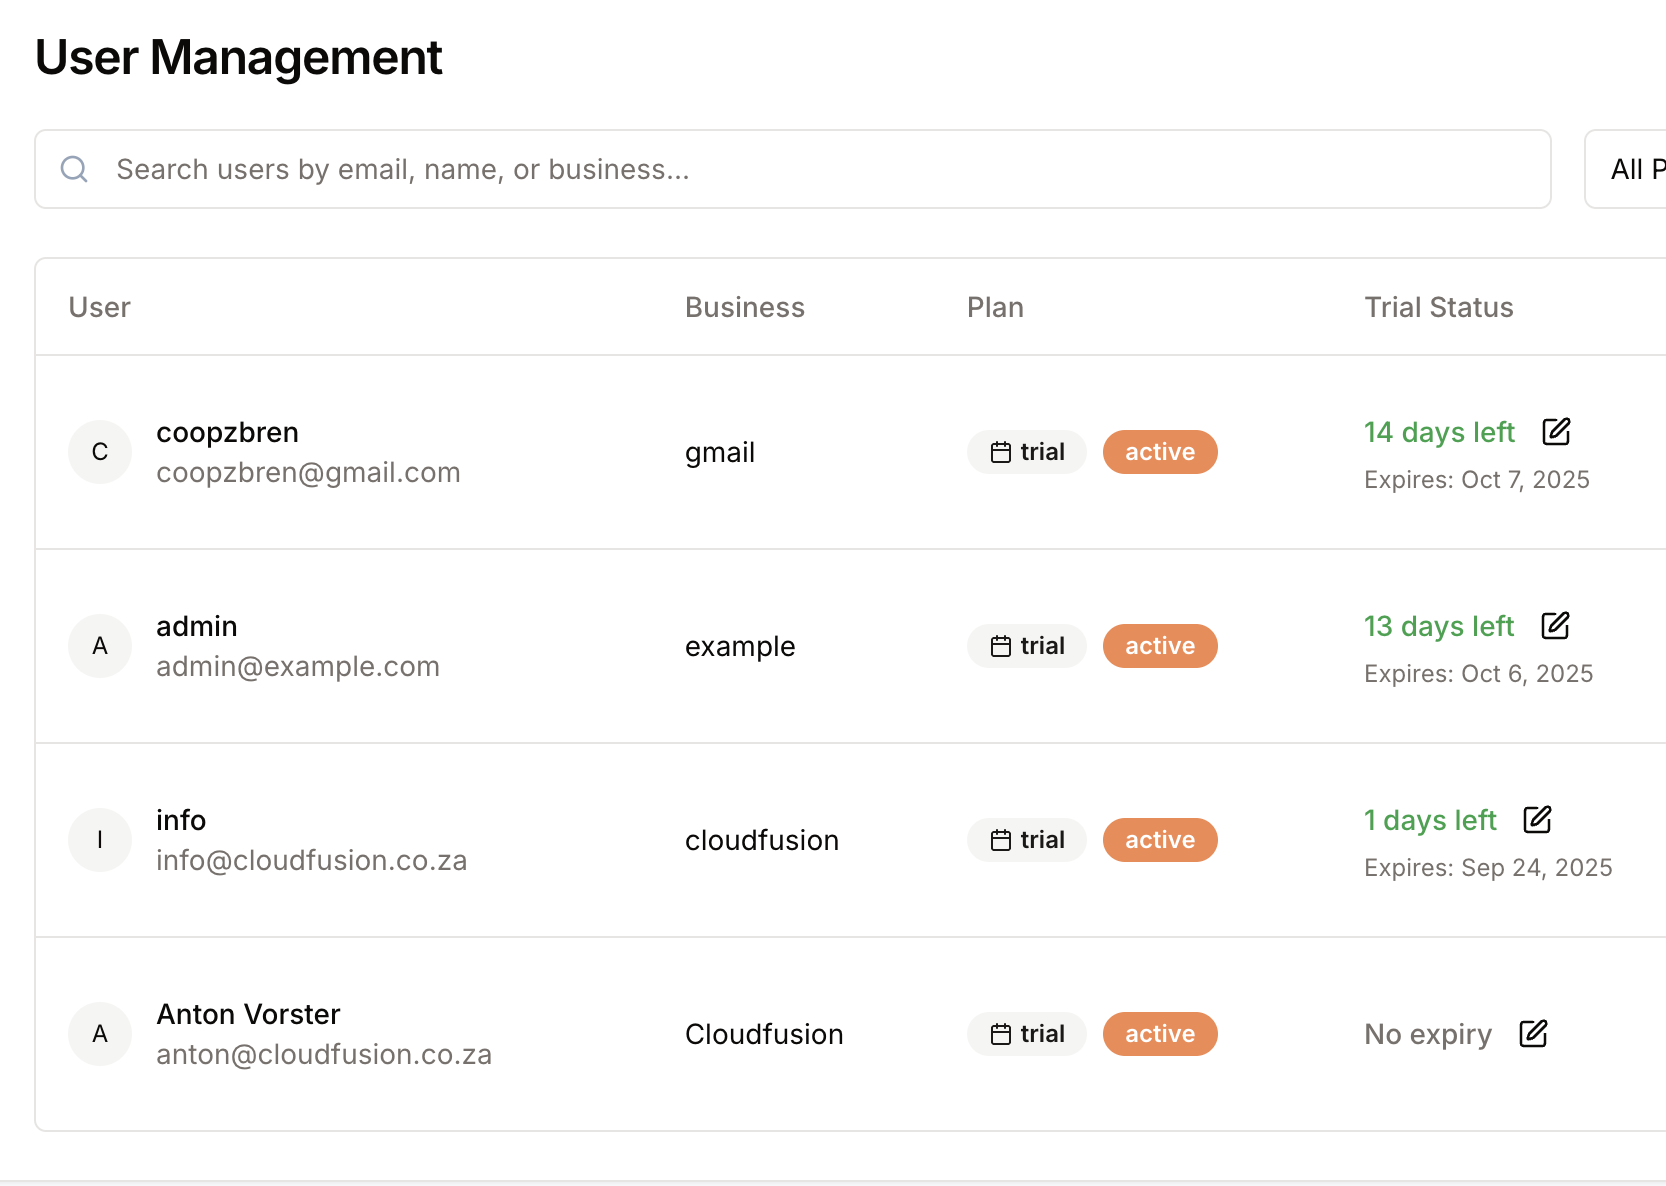 User Management
Search users by email, name, or business...
All P
User Business Plan Trial Status
C
coopzbren
coopzbren@gmail.com
gmail
trial
active
14 days left
Expires: Oct 7, 2025
A
admin
admin@example.com
example
trial
active
13 days left
Expires: Oct 6, 2025
I
info
info@cloudfusion.co.za
cloudfusion
trial
active
1 days left
Expires: Sep 24, 2025
A
Anton Vorster
anton@cloudfusion.co.za
Cloudfusion
trial
active
No expiry